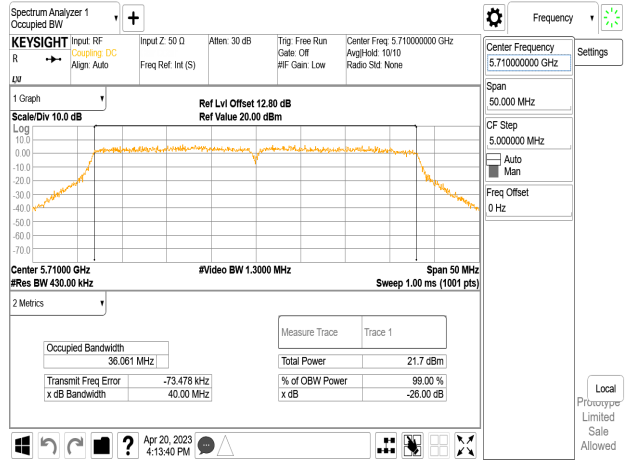 Spectrum Analyzer 1
Occupied BW
Frequency
KEYSIGHT
R
Input: RF
Coupling: DC
Align: Auto
Input Z: 50 Ω
Freq Ref: Int (S)
Atten: 30 dB
Trig: Free Run
Gate: Off
#IF Gain: Low
Center Freq: 5.710000000 GHz
Avg|Hold: 10/10
Radio Std: None
Center Frequency
5.710000000 GHz
Settings
Span
50.000 MHz
CF Step
5.000000 MHz
Auto
Man
Freq Offset
0 Hz
1 Graph
Scale/Div 10.0 dB
Ref Lvl Offset 12.80 dB
Ref Value 20.00 dBm
Log
10.0
0.00
-10.0
-20.0
-30.0
-40.0
-50.0
-60.0
-70.0
Center 5.71000 GHz
#Res BW 430.00 kHz
#Video BW 1.3000 MHz
Span 50 MHz
Sweep 1.00 ms (1001 pts)
2 Metrics
Measure Trace
Trace 1
Occupied Bandwidth
36.061 MHz
Total Power
21.7 dBm
Transmit Freq Error
-73.478 kHz
% of OBW Power
99.00 %
x dB Bandwidth
40.00 MHz
x dB
-26.00 dB
Local
Prototype
Limited
Sale
Allowed
Apr 20, 2023
4:13:40 PM